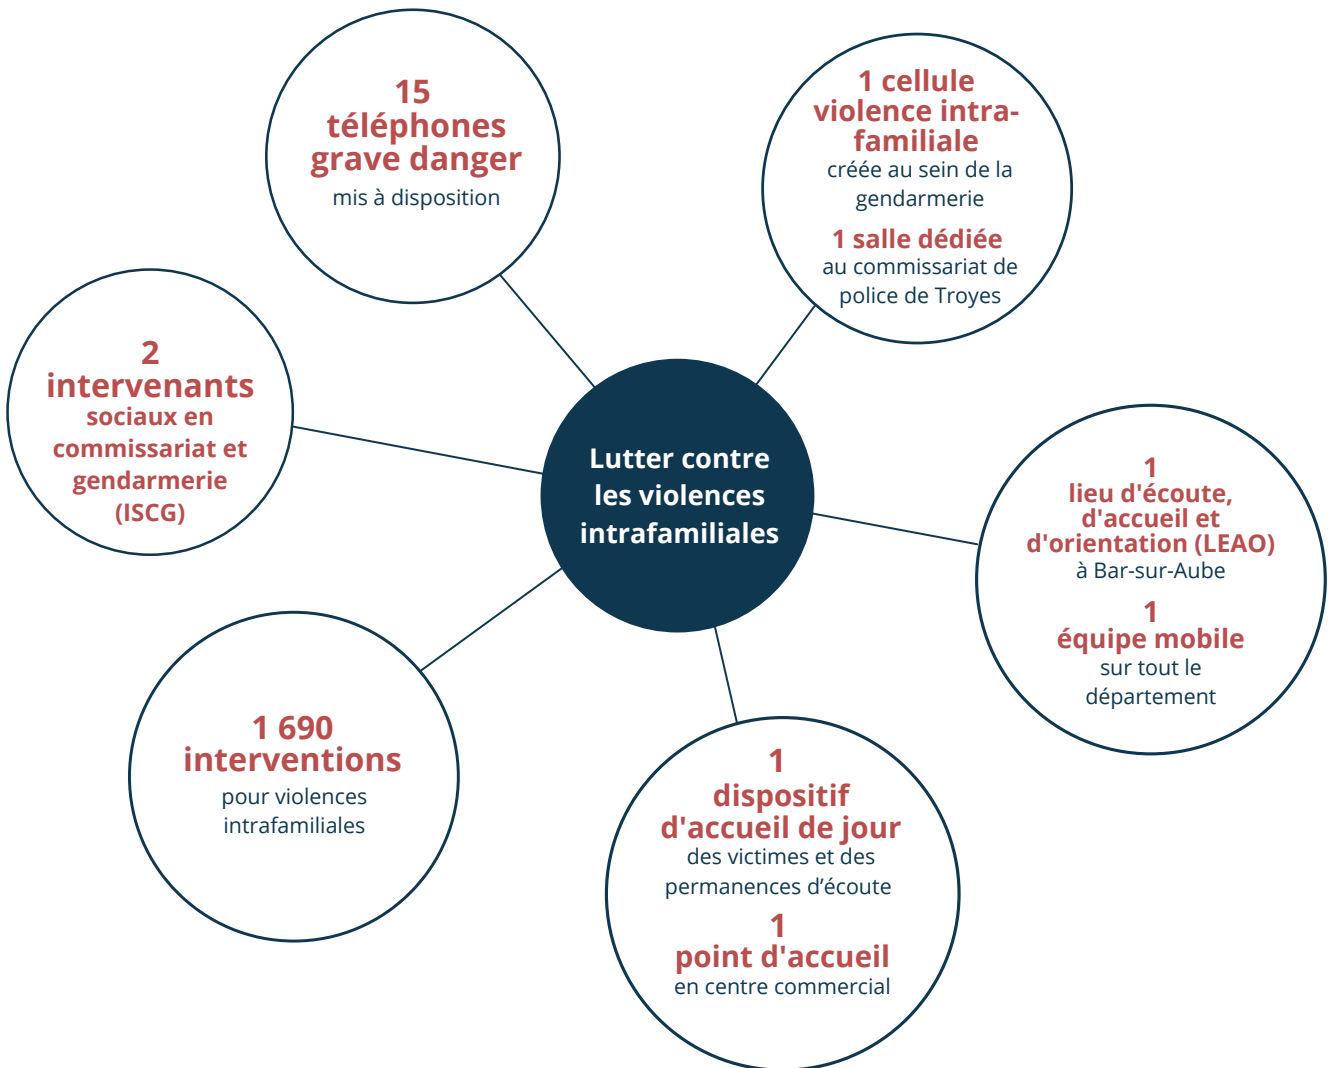 15
téléphones
grave danger
mis à disposition
1 cellule
violence intra-
familiale
créée au sein de la
gendarmerie
1 salle dédiée
au commissariat de
police de Troyes
2
intervenants
sociaux en
commissariat et
gendarmerie
(ISCG)
Lutter contre
les violences
intrafamiliales
1
lieu d'écoute,
d'accueil et
d'orientation (LEAO)
à Bar-sur-Aube
1
équipe mobile
sur tout le
département
1 690
interventions
pour violences
intrafamiliales
1
dispositif
d'accueil de jour
des victimes et des
permanences d’écoute
1
point d'accueil
en centre commercial